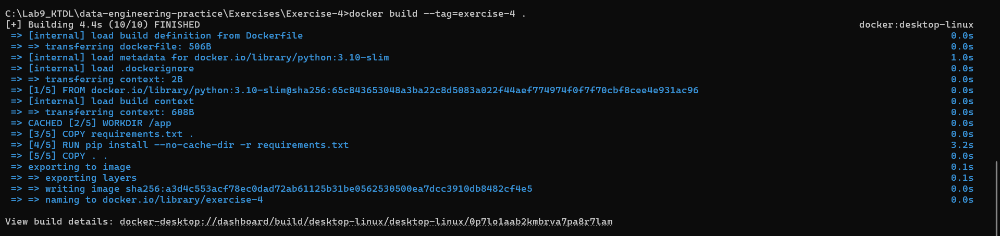 C:\Lab9_KTDL\data-engineering-practice\Exercises\Exercise-4>docker build --tag=exercise-4 .
[+] Building 4.4s (10/10) FINISHED docker:desktop-linux
=> [internal] load build definition from Dockerfile 0.0s
=> => transferring dockerfile: 506B 0.0s
=> [internal] load metadata for docker.io/library/python:3.10-slim 1.0s
=> [internal] load .dockerignore 0.0s
=> => transferring context: 2B 0.0s
=> [1/5] FROM docker.io/library/python:3.10-slim@sha256:65c843653048a3ba22c8d5083a022f44aef774974f0f7f70cbf8cee4e931ac96 0.0s
=> [internal] load build context 0.0s
=> => transferring context: 608B 0.0s
=> CACHED [2/5] WORKDIR /app 0.0s
=> [3/5] COPY requirements.txt . 0.0s
=> [4/5] RUN pip install --no-cache-dir -r requirements.txt 3.2s
=> [5/5] COPY . . 0.0s
=> exporting to image 0.1s
=> => exporting layers 0.1s
=> => writing image sha256:a3d4c553acf78ec0dad72ab61125b31be0562530500ea7dcc3910db8482cf4e5 0.0s
=> => naming to docker.io/library/exercise-4 0.0s
View build details: docker-desktop://dashboard/build/desktop-linux/desktop-linux/0p7lo1aab2kmbrva7pa8r7lam